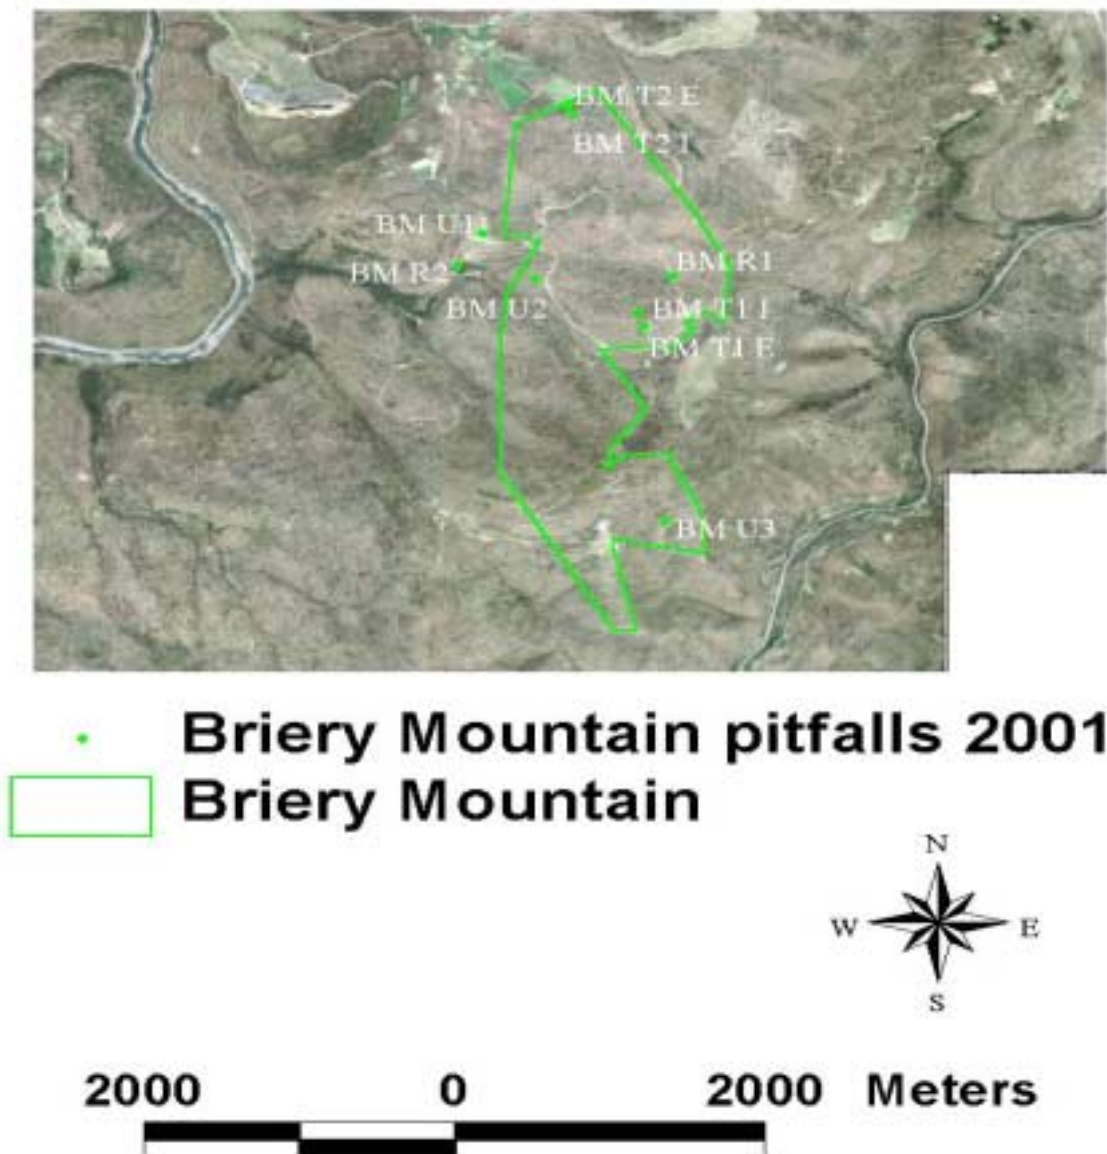 BM T2 E
BM T2 I
BM U1
BM R2
BM R1
BM U2
BM T1 I
BM T1 E
BM U3
Briery Mountain pitfalls 2001
Briery Mountain
N
W E
S
2000 0 2000 Meters